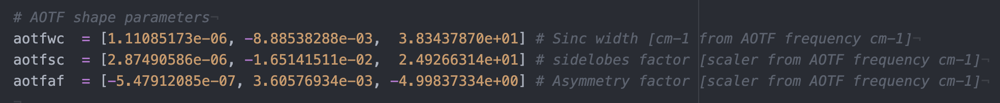 # AOTF shape parameters¬
aotfwc  = [1.11085173e-06, -8.88538288e-03,  3.83437870e+01] # Sinc width [cm-1 from AOTF frequency cm-1]¬
aotfsc  = [2.87490586e-06, -1.65141511e-02,  2.49266314e+01] # sidelobes factor [scaler from AOTF frequency cm-1]¬
aotfaf  = [-5.47912085e-07, 3.60576934e-03, -4.99837334e+00] # Asymmetry factor [scaler from AOTF frequency cm-1]¬
¬